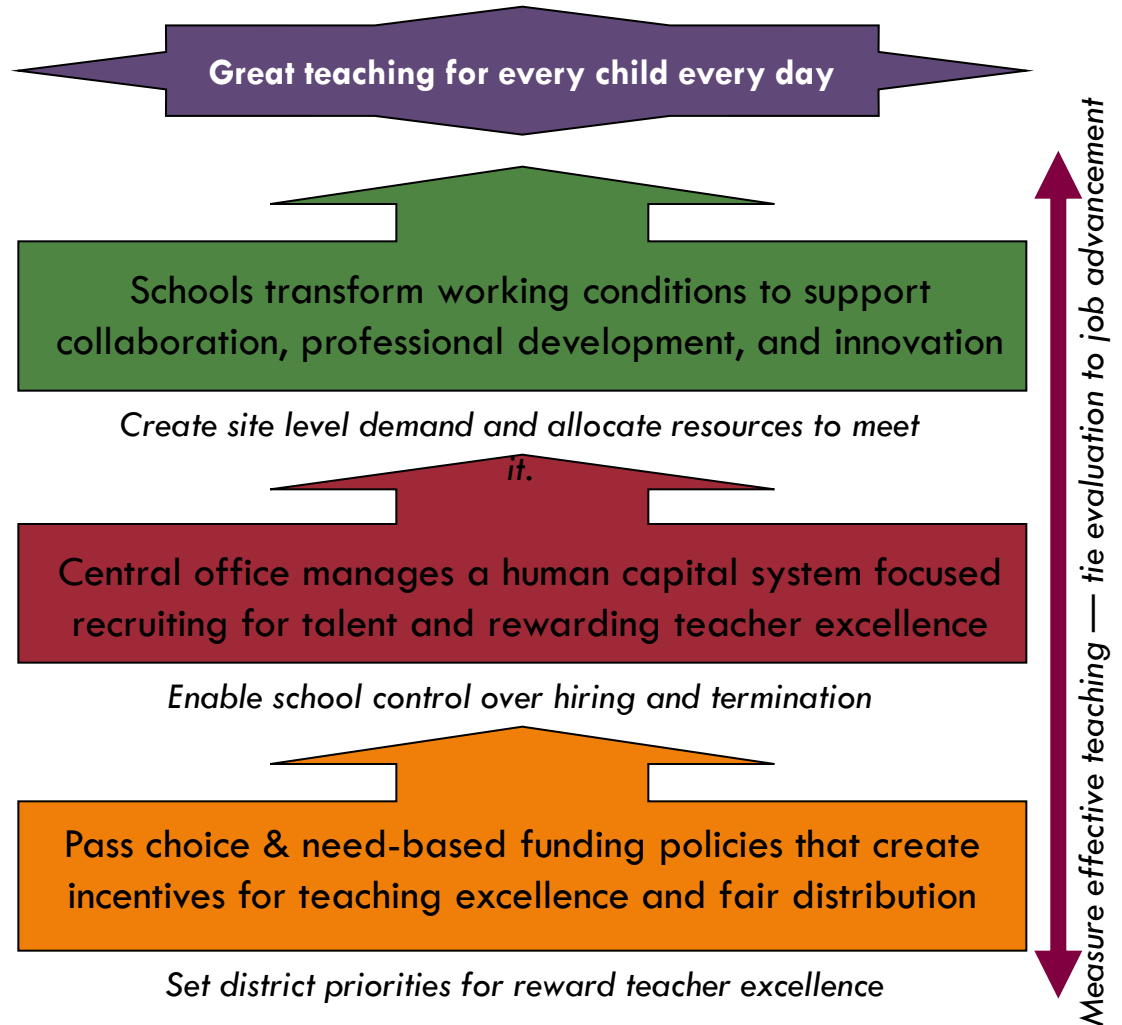 Great teaching for every child every day
Schools transform working conditions to support
collaboration, professional development, and innovation
Create site level demand and allocate resources to meet
it.
Central office manages a human capital system focused
recruiting for talent and rewarding teacher excellence
Enable school control over hiring and termination
Pass choice & need-based funding policies that create
incentives for teaching excellence and fair distribution
Set district priorities for reward teacher excellence
Measure effective teaching — tie evaluation to job advancement